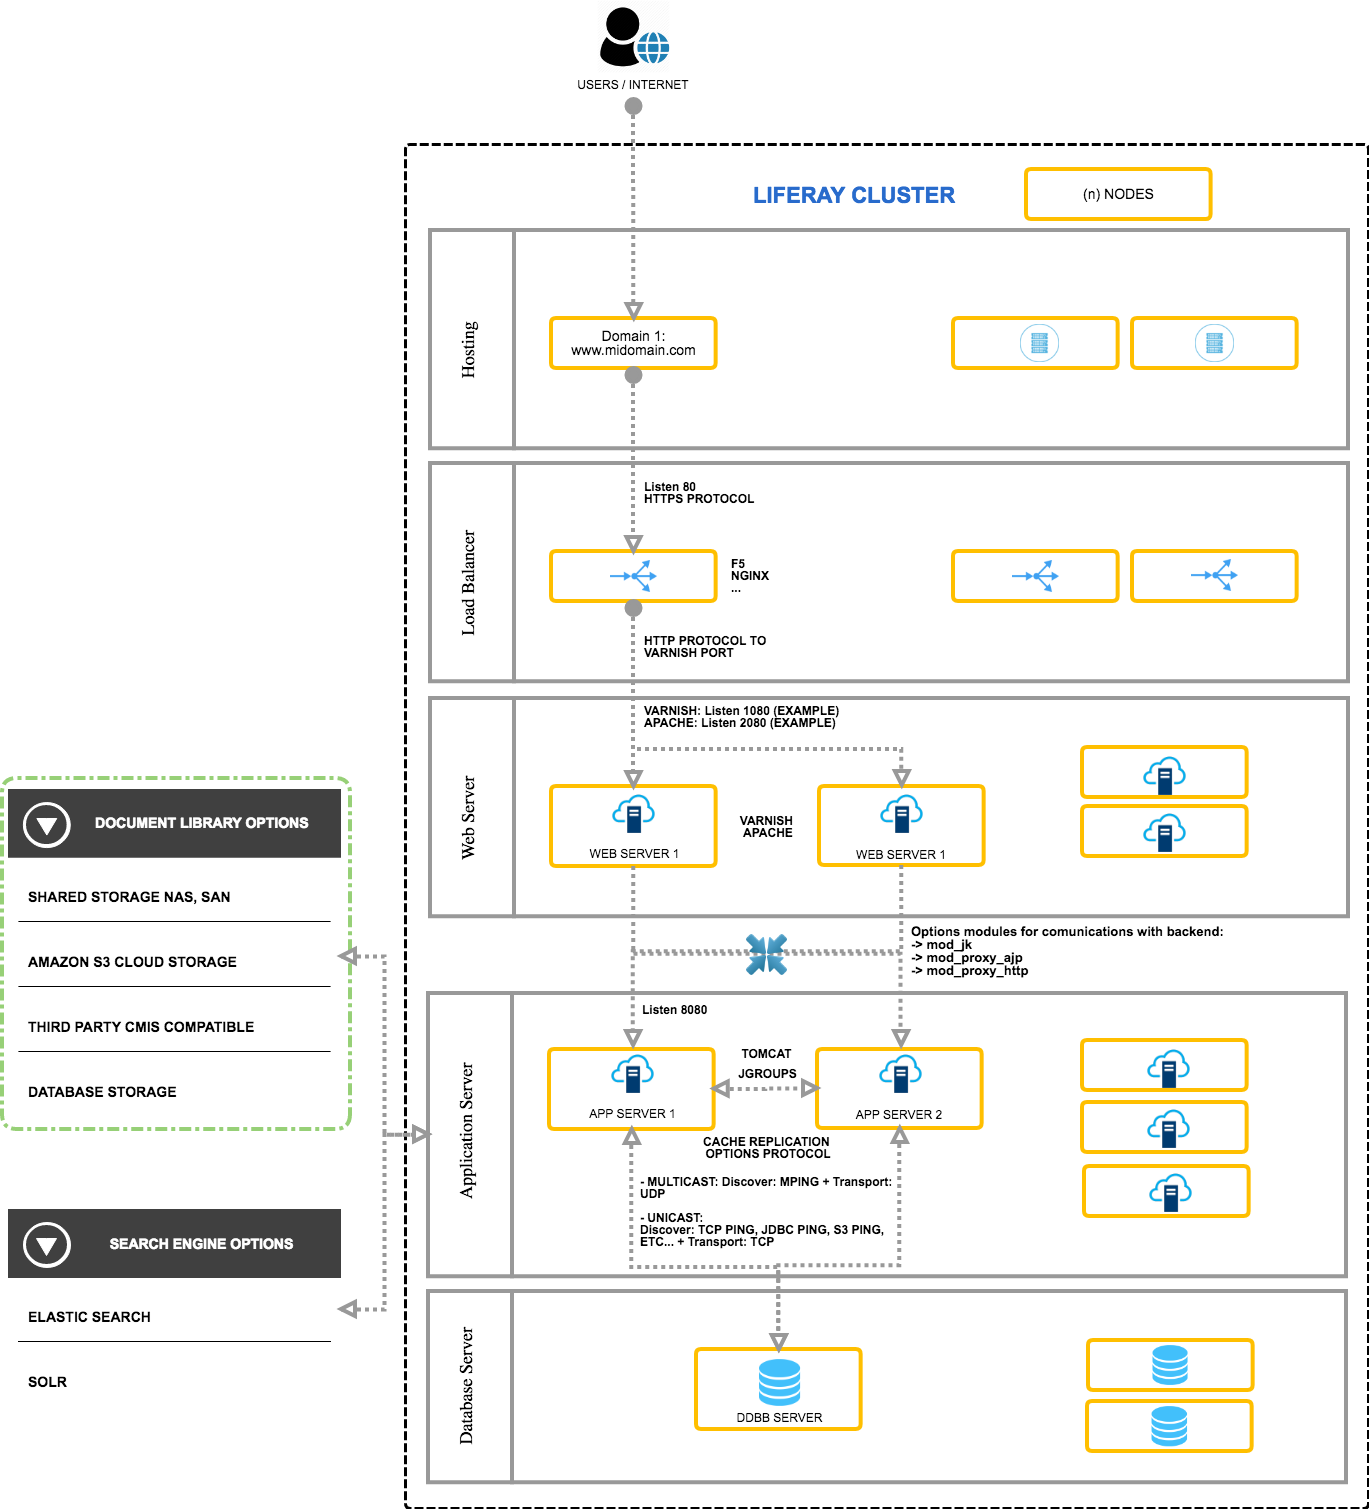 USERS / INTERNET
LIFERAY CLUSTER
(n) NODES
Hosting
Domain 1:
www.midomain.com
Load Balancer
Listen 80
HTTPS PROTOCOL
F5
NGINX
...
HTTP PROTOCOL TO
VARNISH PORT
Web Server
VARNISH: Listen 1080 (EXAMPLE)
APACHE: Listen 2080 (EXAMPLE)
WEB SERVER 1
VARNISH
APACHE
WEB SERVER 1
Options modules for comunications with backend:
-> mod_jk
-> mod_proxy_ajp
-> mod_proxy_http
Application Server
Listen 8080
APP SERVER 1
TOMCAT
JGROUPS
APP SERVER 2
CACHE REPLICATION
OPTIONS PROTOCOL
- MULTICAST: Discover: MPING + Transport:
UDP
- UNICAST:
Discover: TCP PING, JDBC PING, S3 PING,
ETC... + Transport: TCP
Database Server
DDBB SERVER
DOCUMENT LIBRARY OPTIONS
SHARED STORAGE NAS, SAN
AMAZON S3 CLOUD STORAGE
THIRD PARTY CMIS COMPATIBLE
DATABASE STORAGE
SEARCH ENGINE OPTIONS
ELASTIC SEARCH
SOLR